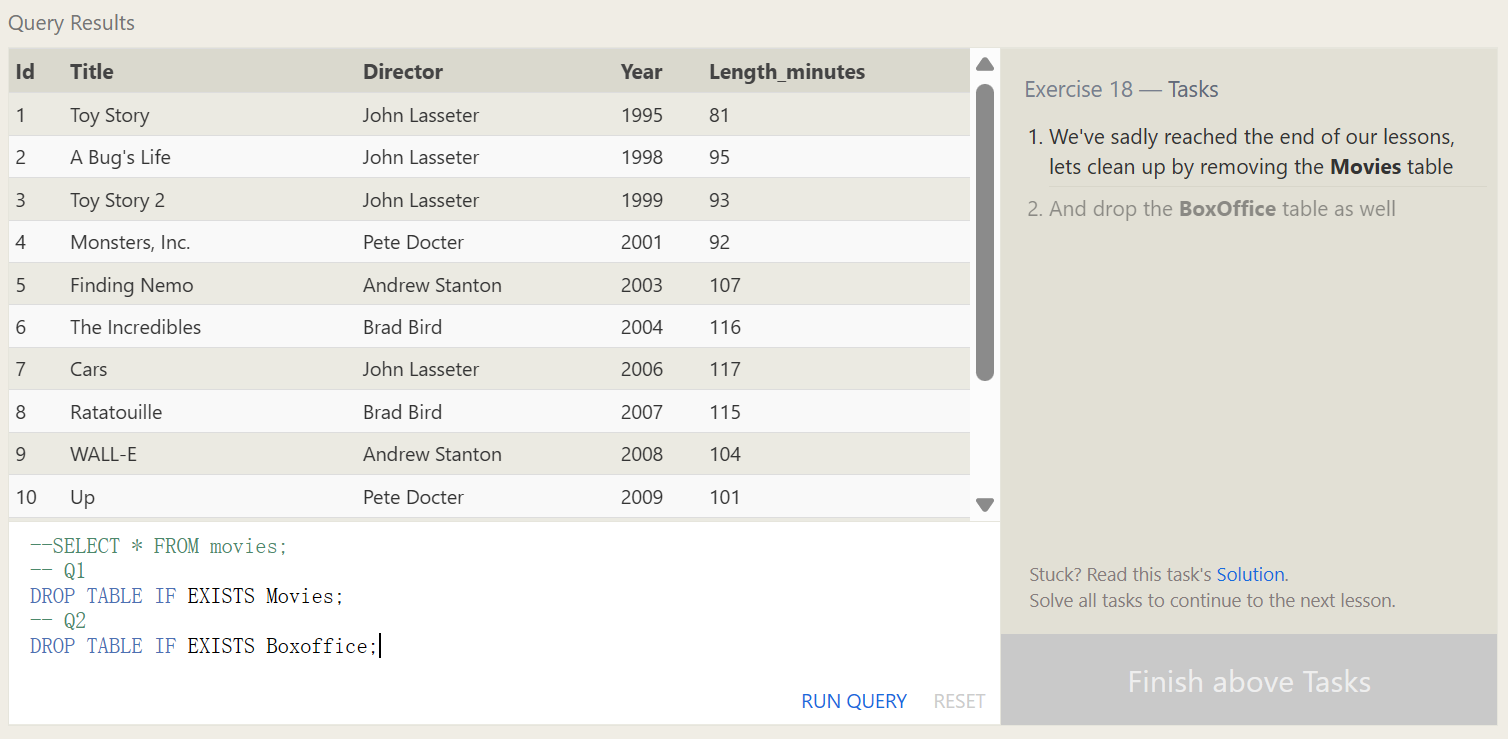 Query Results
Id Title Director Year Length_minutes
1 Toy Story John Lasseter 1995 81
2 A Bug's Life John Lasseter 1998 95
3 Toy Story 2 John Lasseter 1999 93
4 Monsters, Inc. Pete Docter 2001 92
5 Finding Nemo Andrew Stanton 2003 107
6 The Incredibles Brad Bird 2004 116
7 Cars John Lasseter 2006 117
8 Ratatouille Brad Bird 2007 115
9 WALL-E Andrew Stanton 2008 104
10 Up Pete Docter 2009 101
--SELECT * FROM movies;
-- Q1
DROP TABLE IF EXISTS Movies;
-- Q2
DROP TABLE IF EXISTS Boxoffice;
RUN QUERY RESET
Exercise 18 — Tasks
1. We've sadly reached the end of our lessons,
lets clean up by removing the Movies table
2. And drop the BoxOffice table as well
Stuck? Read this task's Solution.
Solve all tasks to continue to the next lesson.
Finish above Tasks